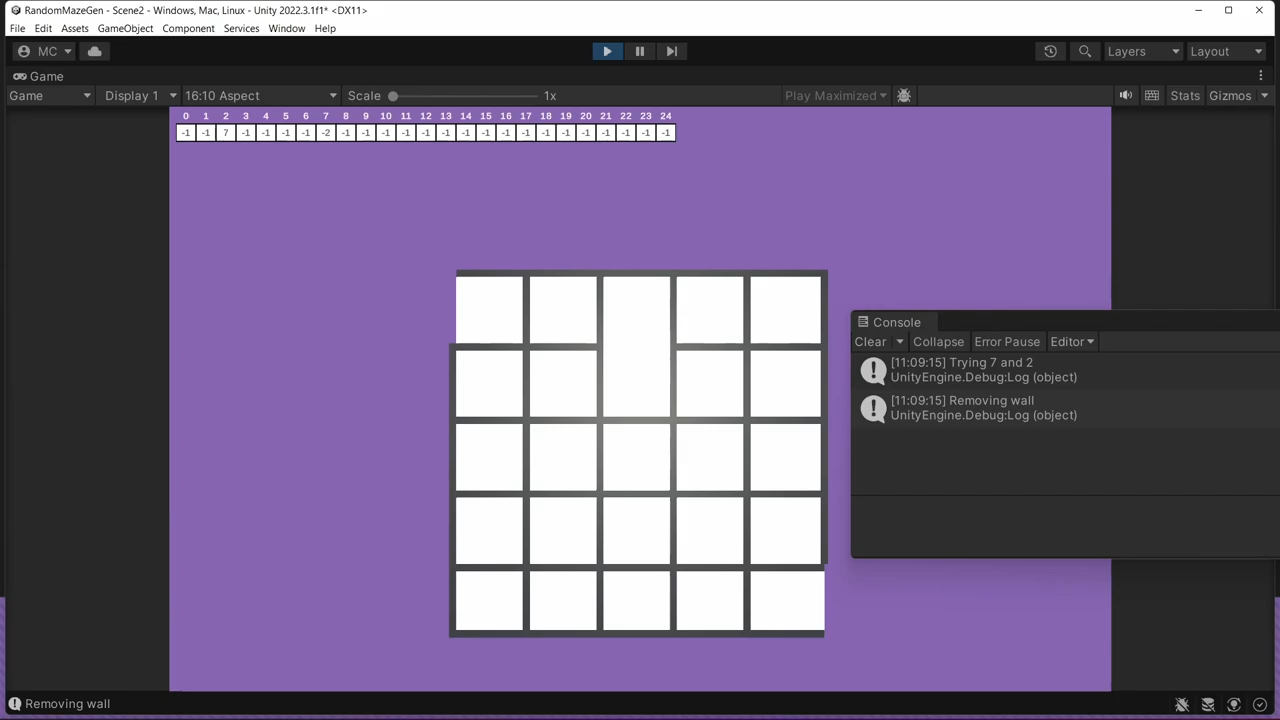 RandomMazeGen - Scene2 - Windows, Mac, Linux - Unity 2022.3.1f1* <DX11>
File Edit Assets GameObject Component Services Window Help
MC Layers Layout
Game
Game Display 1 16:10 Aspect Scale 1x Play Maximized Stats Gizmos
0 1 2 3 4 5 6 7 8 9 10 11 12 13 14 15 16 17 18 19 20 21 22 23 24
-1 -1 7 -1 -1 -1 -1 -2 -1 -1 -1 -1 -1 -1 -1 -1 -1 -1 -1 -1 -1 -1 -1 -1 -1
Console
Clear Collapse Error Pause Editor
[11:09:15] Trying 7 and 2
UnityEngine.Debug:Log (object)
[11:09:15] Removing wall
UnityEngine.Debug:Log (object)
Removing wall